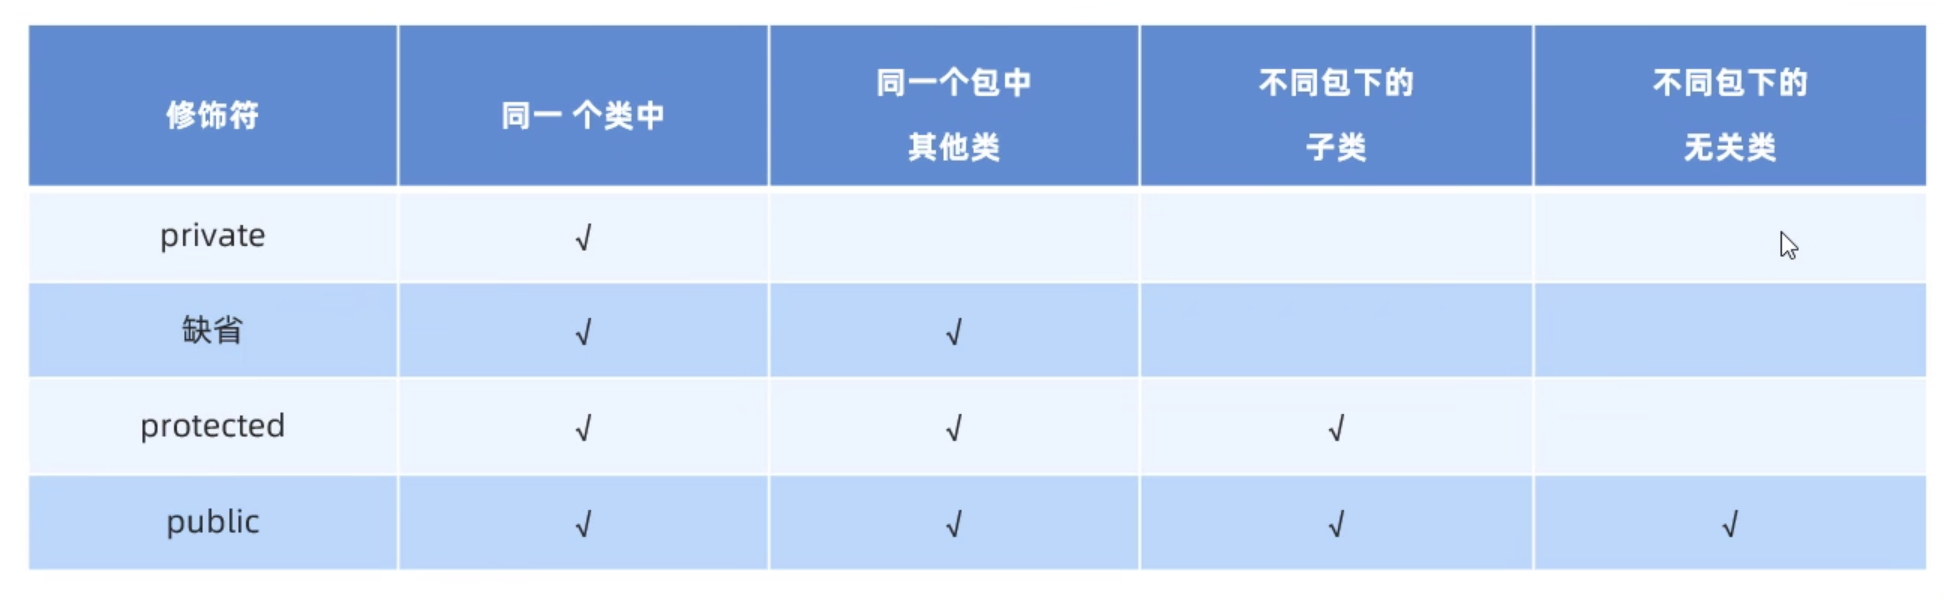 修饰符
同一 个类中
同一个包中
其他类
不同包下的
子类
不同包下的
无关类
private
√
缺省
√
√
protected
√
√
√
public
√
√
√
√